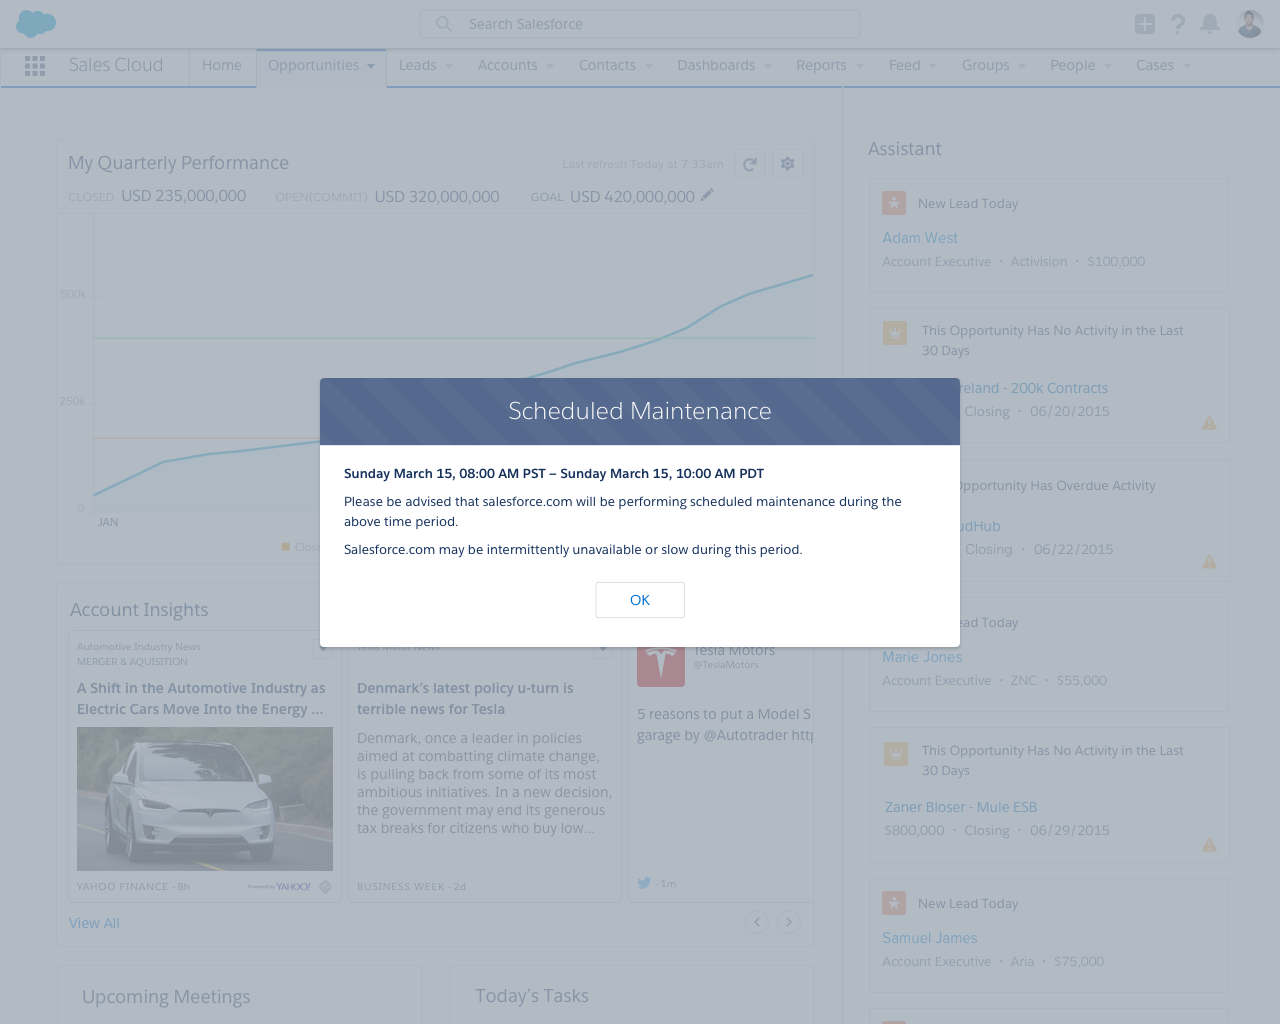 Search Salesforce
Sales Cloud
Home
Opportunities
Leads
Accounts
Contacts
Dashboards
Reports
Feed
Groups
People
Cases
My Quarterly Performance
Last refresh Today at 7:33am
CLOSED USD 235,000,000
OPEN(COMMIT) USD 320,000,000
GOAL USD 420,000,000
500k
250k
0
JAN
Scheduled Maintenance
Sunday March 15, 08:00 AM PST – Sunday March 15, 10:00 AM PDT
Please be advised that salesforce.com will be performing scheduled maintenance during the
above time period.
Salesforce.com may be intermittently unavailable or slow during this period.
OK
Account Insights
Automotive Industry News
MERGER & AQUISITION
A Shift in the Automotive Industry as
Electric Cars Move Into the Energy ...
YAHOO FINANCE · 8h
Powered by YAHOO!
Tesla Motor News
Denmark's latest policy u-turn is
terrible news for Tesla
Denmark, once a leader in policies
aimed at combatting climate change,
is pulling back from some of its most
ambitious initiatives. In a new decision,
the government may end its generous
tax breaks for citizens who buy low...
BUSINESS WEEK · 2d
Tesla Motors
@TeslaMotors
5 reasons to put a Model S
garage by @Autotrader http
· 1m
View All
Upcoming Meetings
Today's Tasks
Assistant
New Lead Today
Adam West
Account Executive · Activision · $100,000
This Opportunity Has No Activity in the Last
30 Days
- 200k Contracts
Closing · 06/20/2015
Opportunity Has Overdue Activity
Closing · 06/22/2015
Today
Marie Jones
Account Executive · ZNC · $55,000
This Opportunity Has No Activity in the Last
30 Days
Zaner Bloser - Mule ESB
$800,000 · Closing · 06/29/2015
New Lead Today
Samuel James
Account Executive · Aria · $75,000